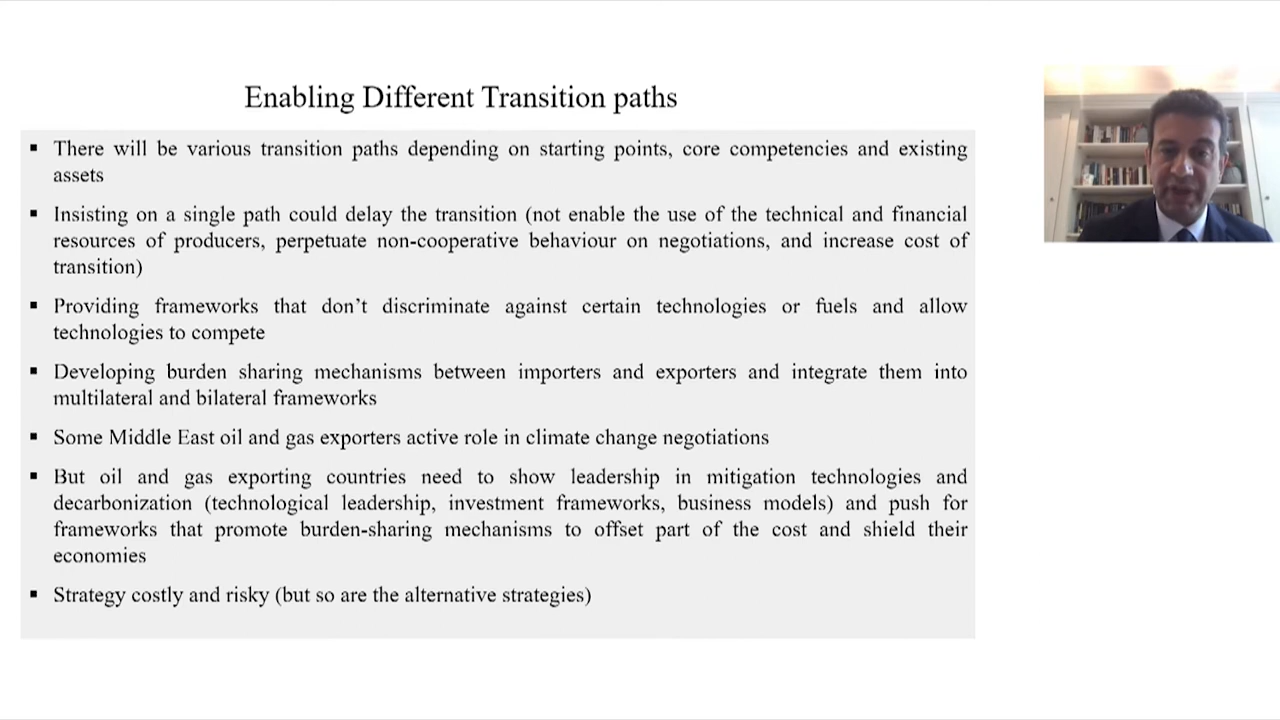 Enabling Different Transition paths
▪ There will be various transition paths depending on starting points, core competencies and existing
assets
▪ Insisting on a single path could delay the transition (not enable the use of the technical and financial
resources of producers, perpetuate non-cooperative behaviour on negotiations, and increase cost of
transition)
▪ Providing frameworks that don’t discriminate against certain technologies or fuels and allow
technologies to compete
▪ Developing burden sharing mechanisms between importers and exporters and integrate them into
multilateral and bilateral frameworks
▪ Some Middle East oil and gas exporters active role in climate change negotiations
▪ But oil and gas exporting countries need to show leadership in mitigation technologies and
decarbonization (technological leadership, investment frameworks, business models) and push for
frameworks that promote burden-sharing mechanisms to offset part of the cost and shield their
economies
▪ Strategy costly and risky (but so are the alternative strategies)